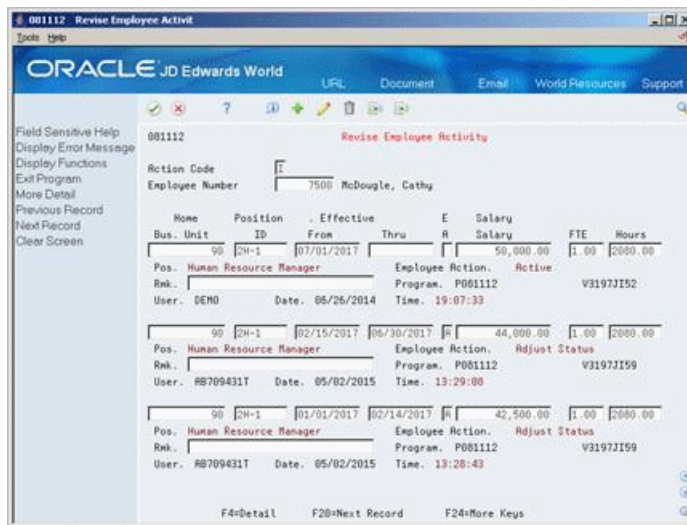 081112 Revise Employee Activit
Tools Help
ORACLE JD Edwards World
URL Document Email World Resources Support
Field Sensitive Help
Display Error Message
Display Functions
Exit Program
More Detail
Previous Record
Next Record
Clear Screen
081112 Revise Employee Activity
Action Code I
Employee Number 7500 McDougle, Cathy
Home Position . Effective E Salary
Bus. Unit ID From Thru A Salary FTE Hours
90 2H-1 07/01/2017 50,000.00 1.00 2080.00
Pos. Human Resource Manager Employee Action. Active
Rmk. Program. P081112 V3197JI52
User. DEMO Date. 06/26/2014 Time. 19:07:33
90 2H-1 02/15/2017 06/30/2017 A 44,000.00 1.00 2080.00
Pos. Human Resource Manager Employee Action. Adjust Status
Rmk. Program. P081112 V3197JI59
User. AB709431T Date. 05/02/2015 Time. 13:29:08
90 2H-1 01/01/2017 02/14/2017 A 42,500.00 1.00 2080.00
Pos. Human Resource Manager Employee Action. Adjust Status
Rmk. Program. P081112 V3197JI59
User. AB709431T Date. 05/02/2015 Time. 13:28:43
F4=Detail F20=Next Record F24=More Keys